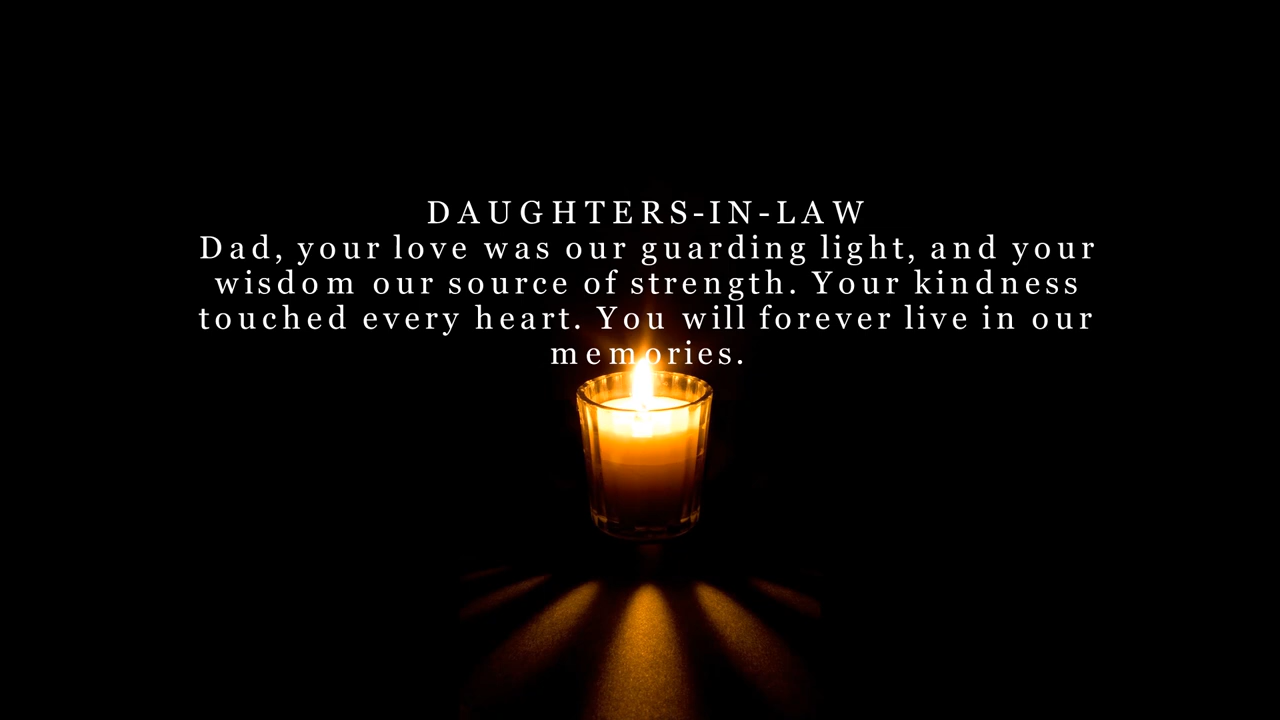 DAUGHTERS-IN-LAW
Dad, your love was our guarding light, and your
wisdom our source of strength. Your kindness
touched every heart. You will forever live in our
memories.